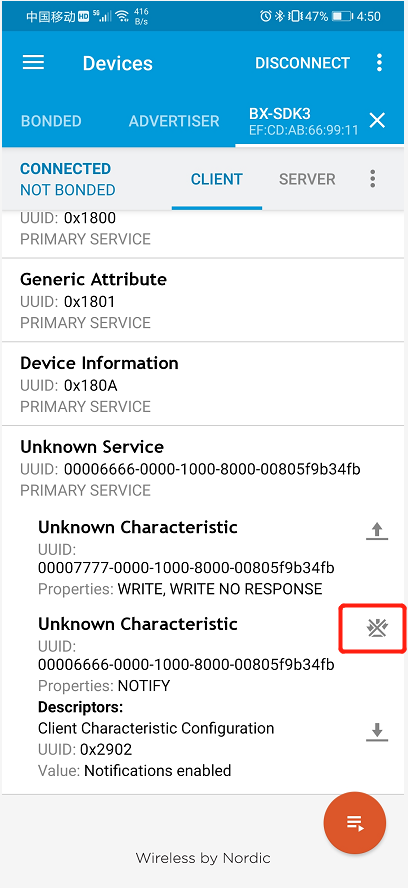 中国移动 HD 5G 416 B/s 47% 4:50
Devices DISCONNECT
BONDED ADVERTISER BX-SDK3
EF:CD:AB:66:99:11
CONNECTED
NOT BONDED
CLIENT SERVER
UUID: 0x1800
PRIMARY SERVICE
Generic Attribute
UUID: 0x1801
PRIMARY SERVICE
Device Information
UUID: 0x180A
PRIMARY SERVICE
Unknown Service
UUID: 00006666-0000-1000-8000-00805f9b34fb
PRIMARY SERVICE
Unknown Characteristic
UUID:
00007777-0000-1000-8000-00805f9b34fb
Properties: WRITE, WRITE NO RESPONSE
Unknown Characteristic
UUID:
00006666-0000-1000-8000-00805f9b34fb
Properties: NOTIFY
Descriptors:
Client Characteristic Configuration
UUID: 0x2902
Value: Notifications enabled
Wireless by Nordic